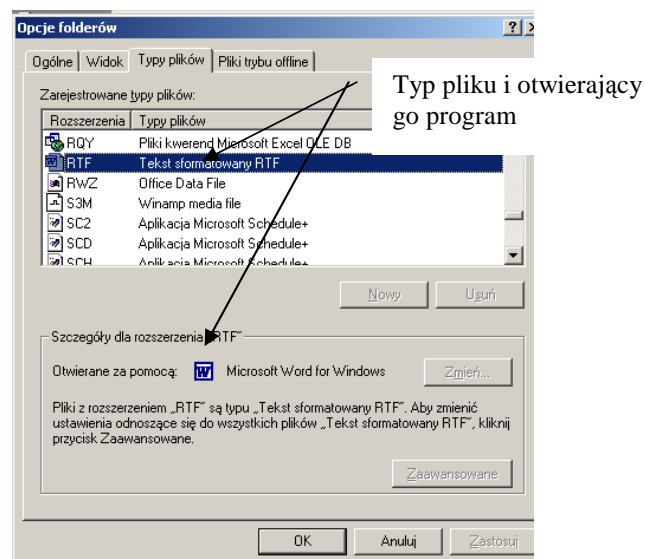 Opcje folderów
Ogólne Widok Typy plików Pliki trybu offline
Typ pliku i otwierający
go program
Zarejestrowane typy plików:
Rozszerzenia Typy plików
RQY Pliki kwerend Microsoft Excel OLE DB
RTF Tekst sformatowany RTF
RWZ Office Data File
S3M Winamp media file
SC2 Aplikacja Microsoft Schedule+
SCD Aplikacja Microsoft Schedule+
SCH Aplikacja Microsoft Schedule+
Nowy Usuń
Szczegóły dla rozszerzenia „RTF”
Otwierane za pomocą: Microsoft Word for Windows Zmień...
Pliki z rozszerzeniem „RTF” są typu „Tekst sformatowany RTF”. Aby zmienić
ustawienia odnoszące się do wszystkich plików „Tekst sformatowany RTF”, kliknij
przycisk Zaawansowane.
Zaawansowane
OK Anuluj Zastosuj